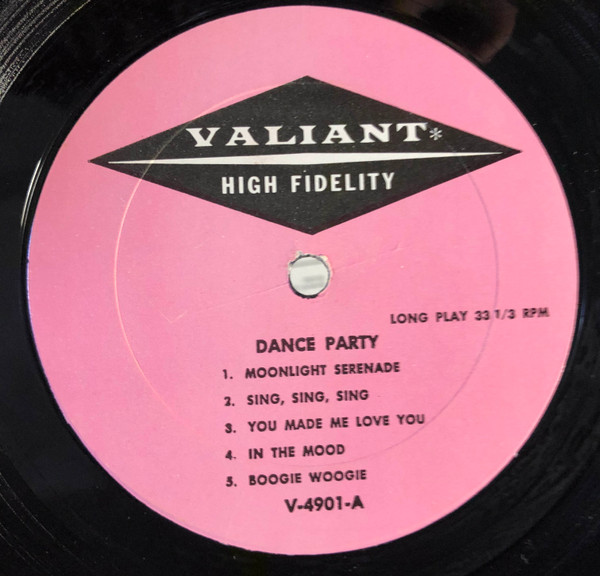 VALIANT*
HIGH FIDELITY
LONG PLAY 33 1/3 RPM
DANCE PARTY
1. MOONLIGHT SERENADE
2. SING, SING, SING
3. YOU MADE ME LOVE YOU
4. IN THE MOOD
5. BOOGIE WOOGIE
V-4901-A